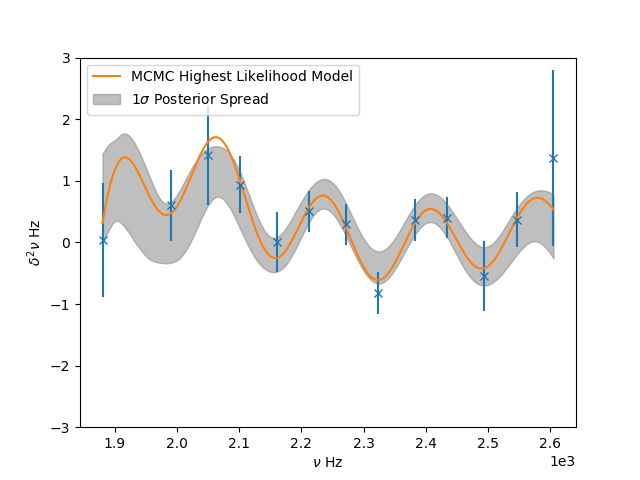 MCMC Highest Likelihood Model
1σ Posterior Spread
3
2
1
0
−1
−2
−3
δ²ν Hz
1.9 2.0 2.1 2.2 2.3 2.4 2.5 2.6
1e3
ν Hz